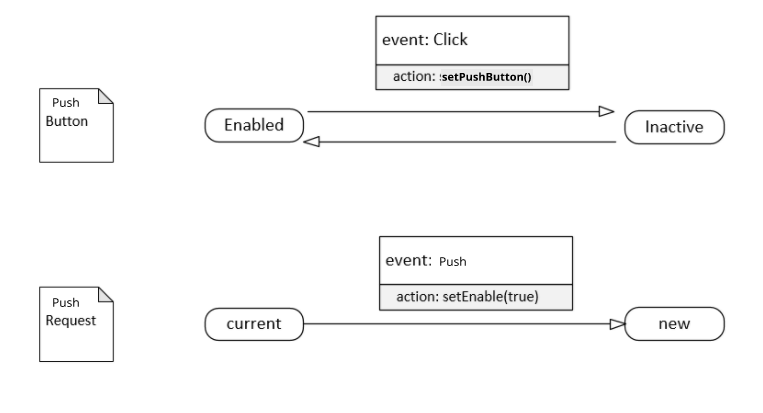 event: Click
action: :setPushButton()
Push
Button
Enabled
Inactive
event: Push
action: setEnable(true)
Push
Request
current
new